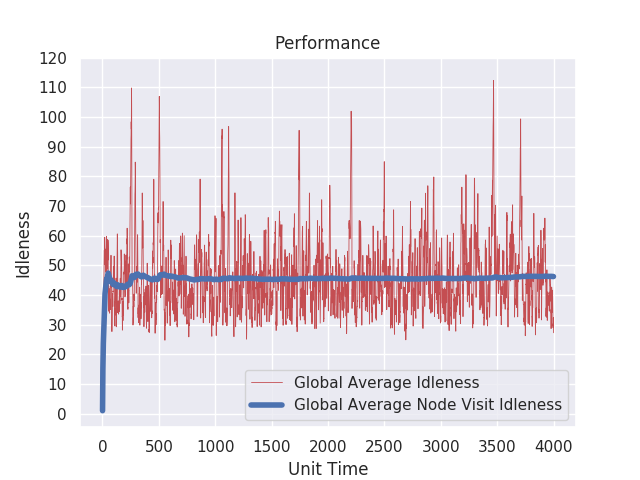 Performance
120
110
100
90
80
70
60
50
40
30
20
10
0
Idleness
Global Average Idleness
Global Average Node Visit Idleness
0 500 1000 1500 2000 2500 3000 3500 4000
Unit Time